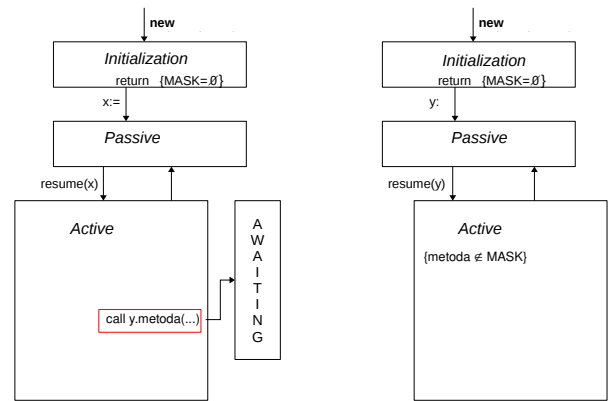 new
Initialization
return {MASK=Ø}
x:=
Passive
resume(x)
Active
call y.metoda(...)
A
W
A
I
T
I
N
G
new
Initialization
return {MASK=Ø}
y:
Passive
resume(y)
Active
{metoda ∉ MASK}